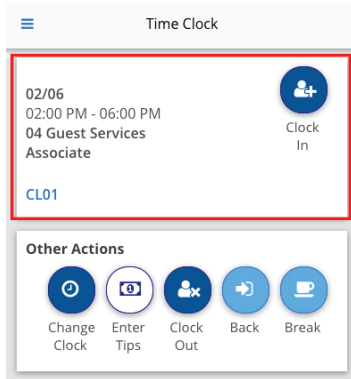 Time Clock
02/06
02:00 PM - 06:00 PM
04 Guest Services
Associate
CL01
Clock
In
Other Actions
Change
Clock
Enter
Tips
Clock
Out
Back
Break